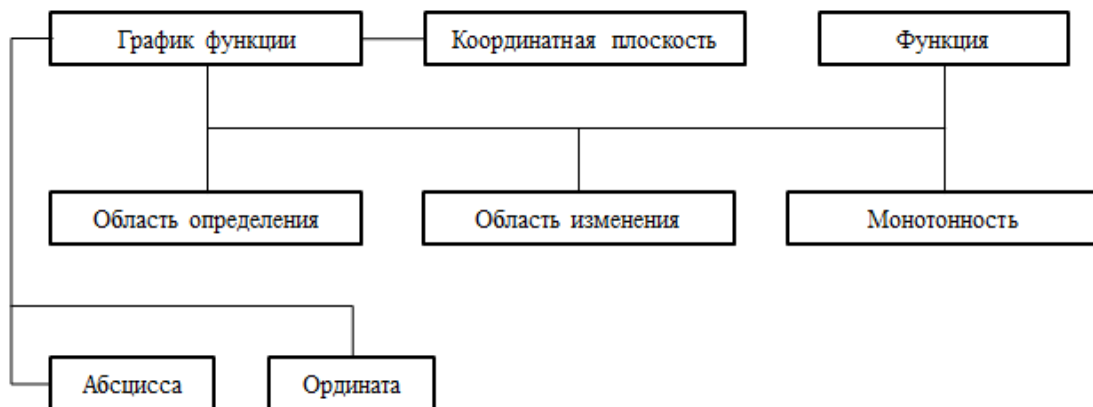 График функции
Координатная плоскость
Функция
Область определения
Область изменения
Монотонность
Абсцисса
Ордината